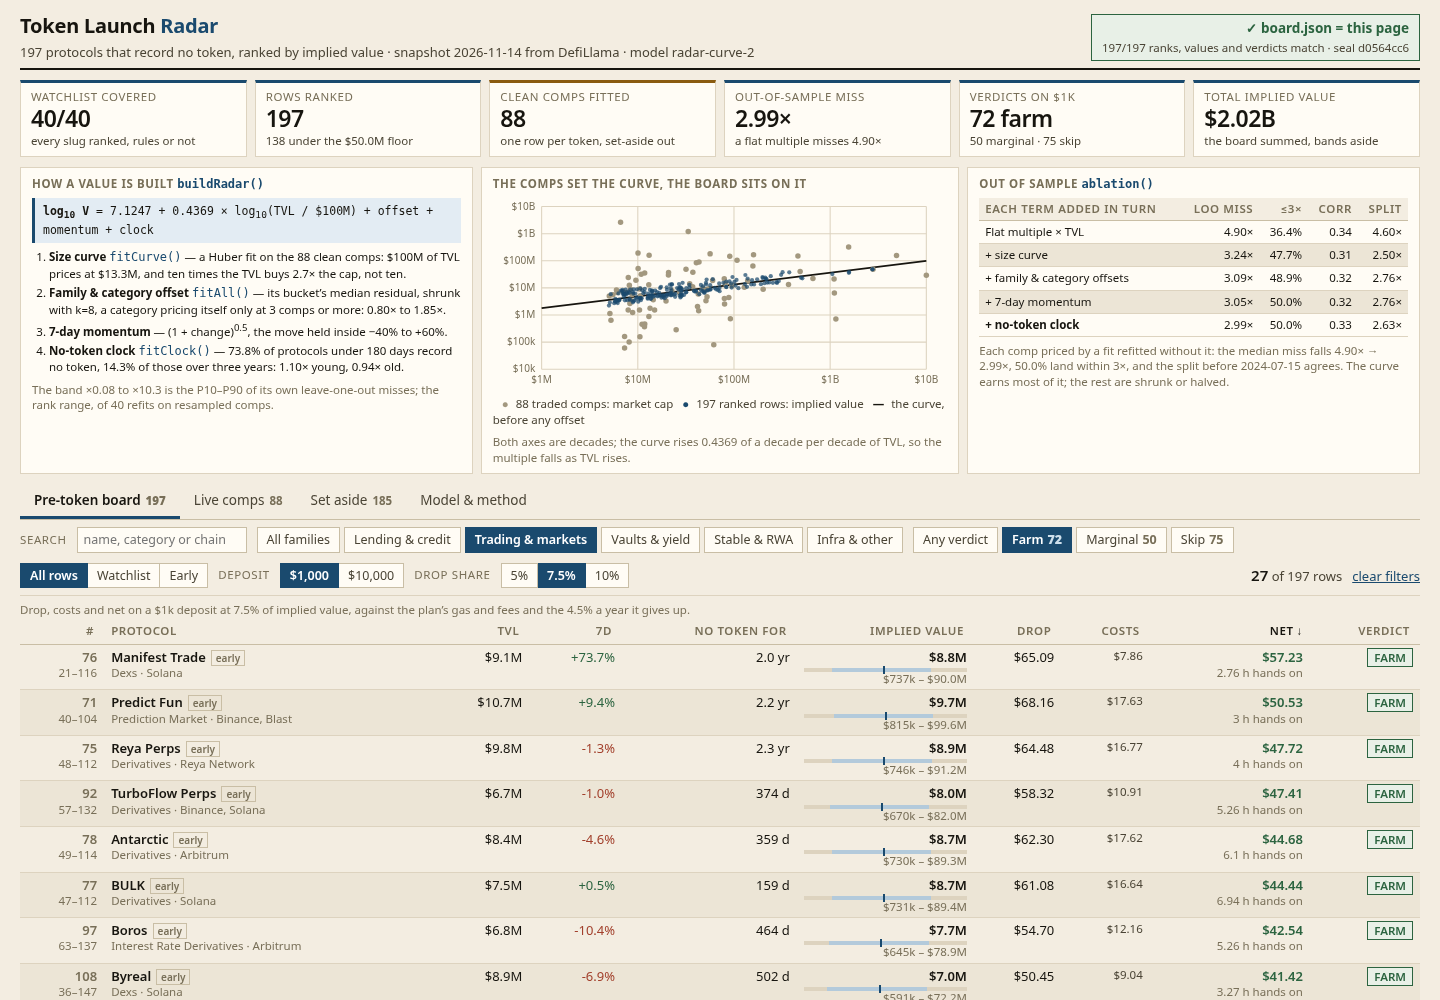 Token Launch Radar
197 protocols that record no token, ranked by implied value · snapshot 2026-11-14 from DefiLlama · model radar-curve-2
✓ board.json = this page
197/197 ranks, values and verdicts match · seal d0564cc6
WATCHLIST COVERED
40/40
every slug ranked, rules or not
ROWS RANKED
197
138 under the $50.0M floor
CLEAN COMPS FITTED
88
one row per token, set-aside out
OUT-OF-SAMPLE MISS
2.99×
a flat multiple misses 4.90×
VERDICTS ON $1K
72 farm
50 marginal · 75 skip
TOTAL IMPLIED VALUE
$2.02B
the board summed, bands aside
HOW A VALUE IS BUILT buildRadar()
log10 V = 7.1247 + 0.4369 × log10(TVL / $100M) + offset +
momentum + clock
1. Size curve fitCurve() — a Huber fit on the 88 clean comps: $100M of TVL
prices at $13.3M, and ten times the TVL buys 2.7× the cap, not ten.
2. Family & category offset fitAll() — its bucket's median residual, shrunk
with k=8, a category pricing itself only at 3 comps or more: 0.80× to 1.85×.
3. 7-day momentum — (1 + change)0.5, the move held inside −40% to +60%.
4. No-token clock fitClock() — 73.8% of protocols under 180 days record
no token, 14.3% of those over three years: 1.10× young, 0.94× old.
The band ×0.08 to ×10.3 is the P10–P90 of its own leave-one-out misses; the
rank range, of 40 refits on resampled comps.
THE COMPS SET THE CURVE, THE BOARD SITS ON IT
$10B
$1B
$100M
$10M
$1M
$100k
$10k
$1M $10M $100M $1B $10B
88 traded comps: market cap 197 ranked rows: implied value the curve,
before any offset
Both axes are decades; the curve rises 0.4369 of a decade per decade of TVL, so the
multiple falls as TVL rises.
OUT OF SAMPLE ablation()
EACH TERM ADDED IN TURN LOO MISS ≤3× CORR SPLIT
Flat multiple × TVL 4.90× 36.4% 0.34 4.60×
+ size curve 3.24× 47.7% 0.31 2.50×
+ family & category offsets 3.09× 48.9% 0.32 2.76×
+ 7-day momentum 3.05× 50.0% 0.32 2.76×
+ no-token clock 2.99× 50.0% 0.33 2.63×
Each comp priced by a fit refitted without it: the median miss falls 4.90× →
2.99×, 50.0% land within 3×, and the split before 2024-07-15 agrees. The curve
earns most of it; the rest are shrunk or halved.
Pre-token board 197 Live comps 88 Set aside 185 Model & method
SEARCH name, category or chain All families Lending & credit Trading & markets Vaults & yield Stable & RWA Infra & other Any verdict Farm 72 Marginal 50 Skip 75
All rows Watchlist Early DEPOSIT $1,000 $10,000 DROP SHARE 5% 7.5% 10% 27 of 197 rows clear filters
Drop, costs and net on a $1k deposit at 7.5% of implied value, against the plan's gas and fees and the 4.5% a year it gives up.
# PROTOCOL TVL 7D NO TOKEN FOR IMPLIED VALUE DROP COSTS NET ↓ VERDICT
76 Manifest Trade early $9.1M +73.7% 2.0 yr $8.8M $65.09 $7.86 $57.23 FARM
21–116 Dexs · Solana $737k – $90.0M 2.76 h hands on
71 Predict Fun early $10.7M +9.4% 2.2 yr $9.7M $68.16 $17.63 $50.53 FARM
40–104 Prediction Market · Binance, Blast $815k – $99.6M 3 h hands on
75 Reya Perps early $9.8M -1.3% 2.3 yr $8.9M $64.48 $16.77 $47.72 FARM
48–112 Derivatives · Reya Network $746k – $91.2M 4 h hands on
92 TurboFlow Perps early $6.7M -1.0% 374 d $8.0M $58.32 $10.91 $47.41 FARM
57–132 Derivatives · Binance, Solana $670k – $82.0M 5.26 h hands on
78 Antarctic early $8.4M -4.6% 359 d $8.7M $62.30 $17.62 $44.68 FARM
49–114 Derivatives · Arbitrum $730k – $89.3M 6.1 h hands on
77 BULK early $7.5M +0.5% 159 d $8.7M $61.08 $16.64 $44.44 FARM
47–112 Derivatives · Solana $731k – $89.4M 6.94 h hands on
97 Boros early $6.8M -10.4% 464 d $7.7M $54.70 $12.16 $42.54 FARM
63–137 Interest Rate Derivatives · Arbitrum $645k – $78.9M 5.26 h hands on
108 Byreal early $8.9M -6.9% 502 d $7.0M $50.45 $9.04 $41.42 FARM
36–147 Dexs · Solana $591k – $72.2M 3.27 h hands on